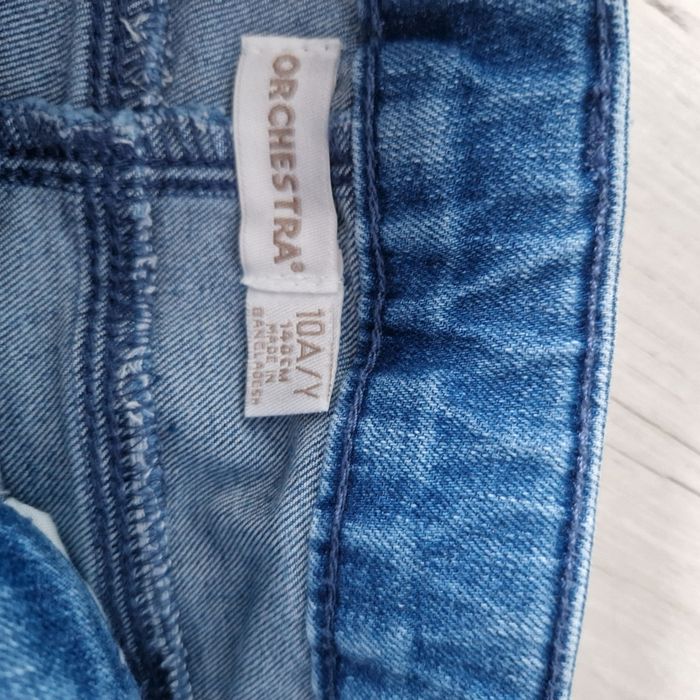 ORCHESTRA®
10A/Y
140CM
MADE IN
BANGLADESH